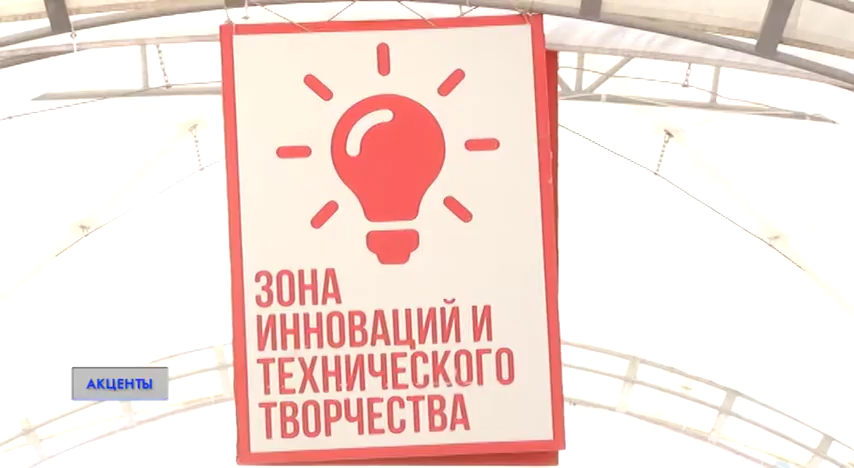 ЗОНА
ИННОВАЦИЙ И
ТЕХНИЧЕСКОГО
ТВОРЧЕСТВА
АКЦЕНТЫ